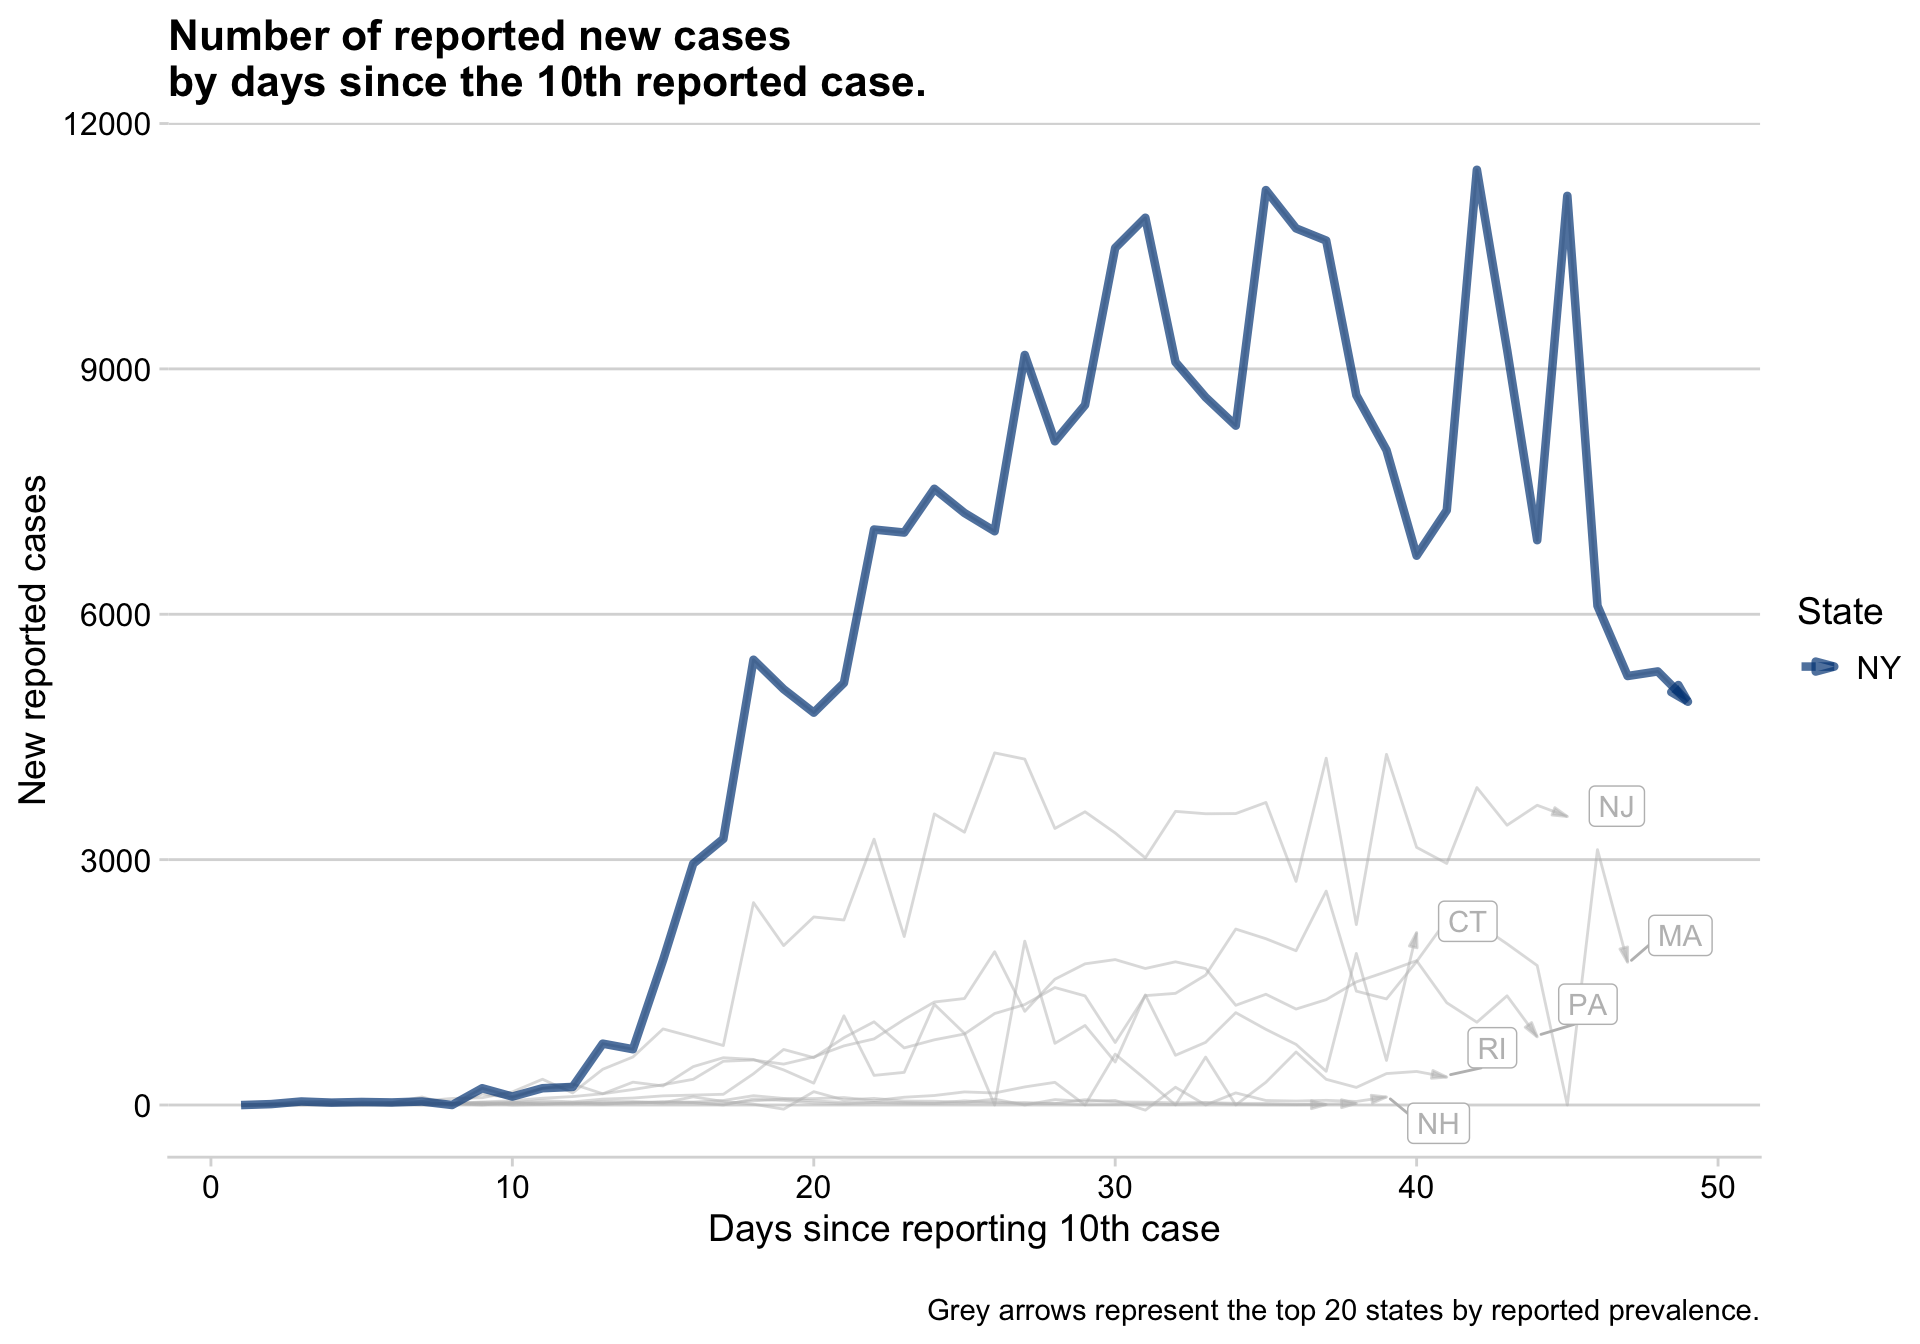 Number of reported new cases
by days since the 10th reported case.
12000
9000
6000
3000
0
New reported cases
NJ
CT
MA
PA
RI
NH
State
NY
0 10 20 30 40 50
Days since reporting 10th case
Grey arrows represent the top 20 states by reported prevalence.